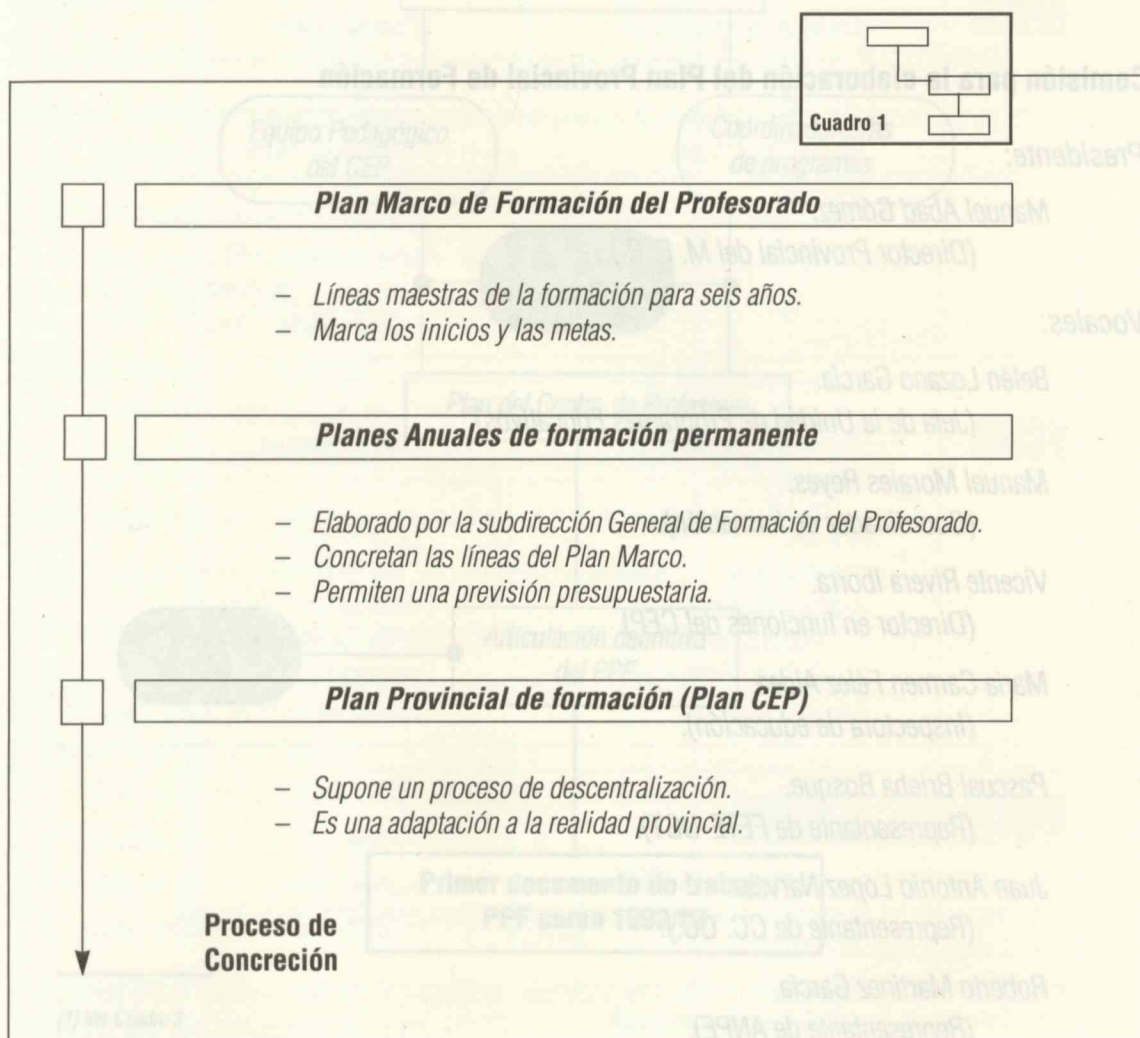 Cuadro 1
Plan Marco de Formación del Profesorado
– Líneas maestras de la formación para seis años.
– Marca los inicios y las metas.
Planes Anuales de formación permanente
– Elaborado por la subdirección General de Formación del Profesorado.
– Concretan las líneas del Plan Marco.
– Permiten una previsión presupuestaria.
Plan Provincial de formación (Plan CEP)
– Supone un proceso de descentralización.
– Es una adaptación a la realidad provincial.
Proceso de
Concreción